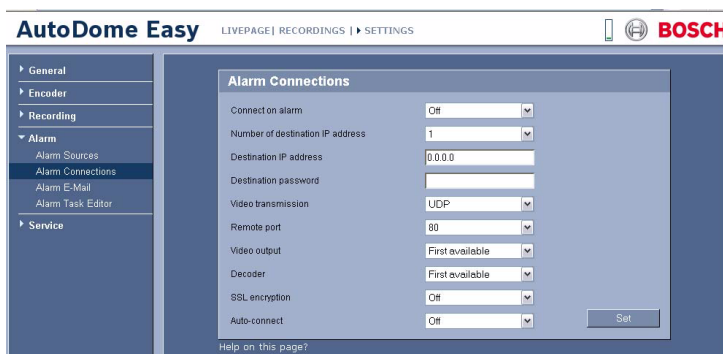 AutoDome Easy LIVEPAGE| RECORDINGS | SETTINGS BOSCH
General
Encoder
Recording
Alarm
Alarm Sources
Alarm Connections
Alarm E-Mail
Alarm Task Editor
Service
Alarm Connections
Connect on alarm Off
Number of destination IP address 1
Destination IP address 0.0.0.0
Destination password
Video transmission UDP
Remote port 80
Video output First available
Decoder First available
SSL encryption Off
Auto-connect Off Set
Help on this page?